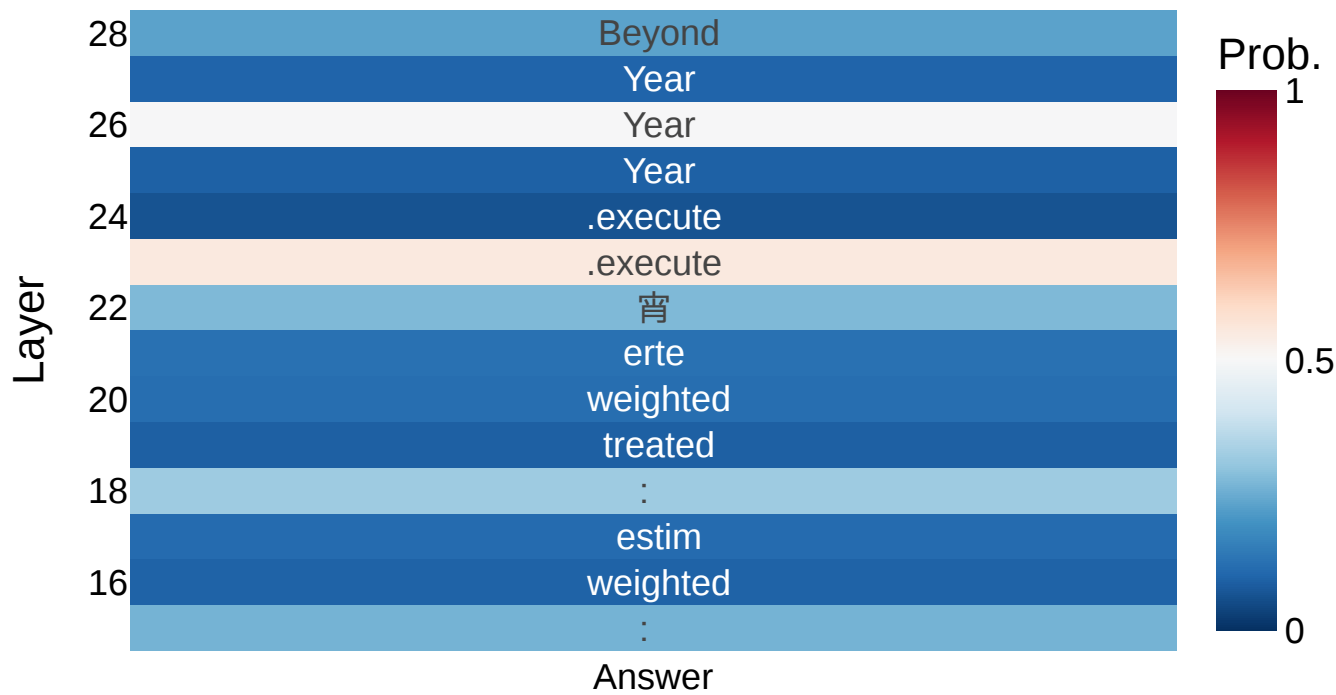 28 Beyond
Year
26 Year
Year
24 .execute
.execute
22 宵
erte
20 weighted
treated
18 :
estim
16 weighted
:
Layer
Answer
Prob.
1
0.5
0